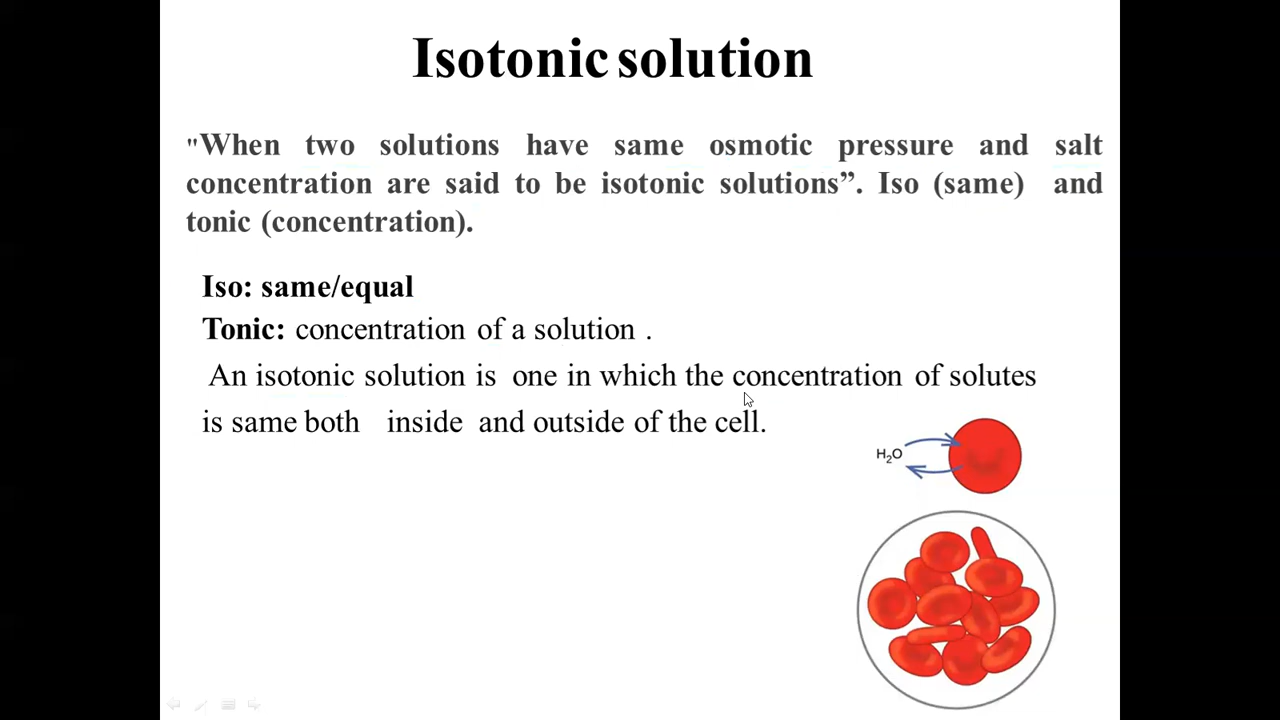 Isotonic solution
"When two solutions have same osmotic pressure and salt
concentration are said to be isotonic solutions”. Iso (same) and
tonic (concentration).
Iso: same/equal
Tonic: concentration of a solution .
An isotonic solution is one in which the concentration of solutes
is same both inside and outside of the cell.
H₂O